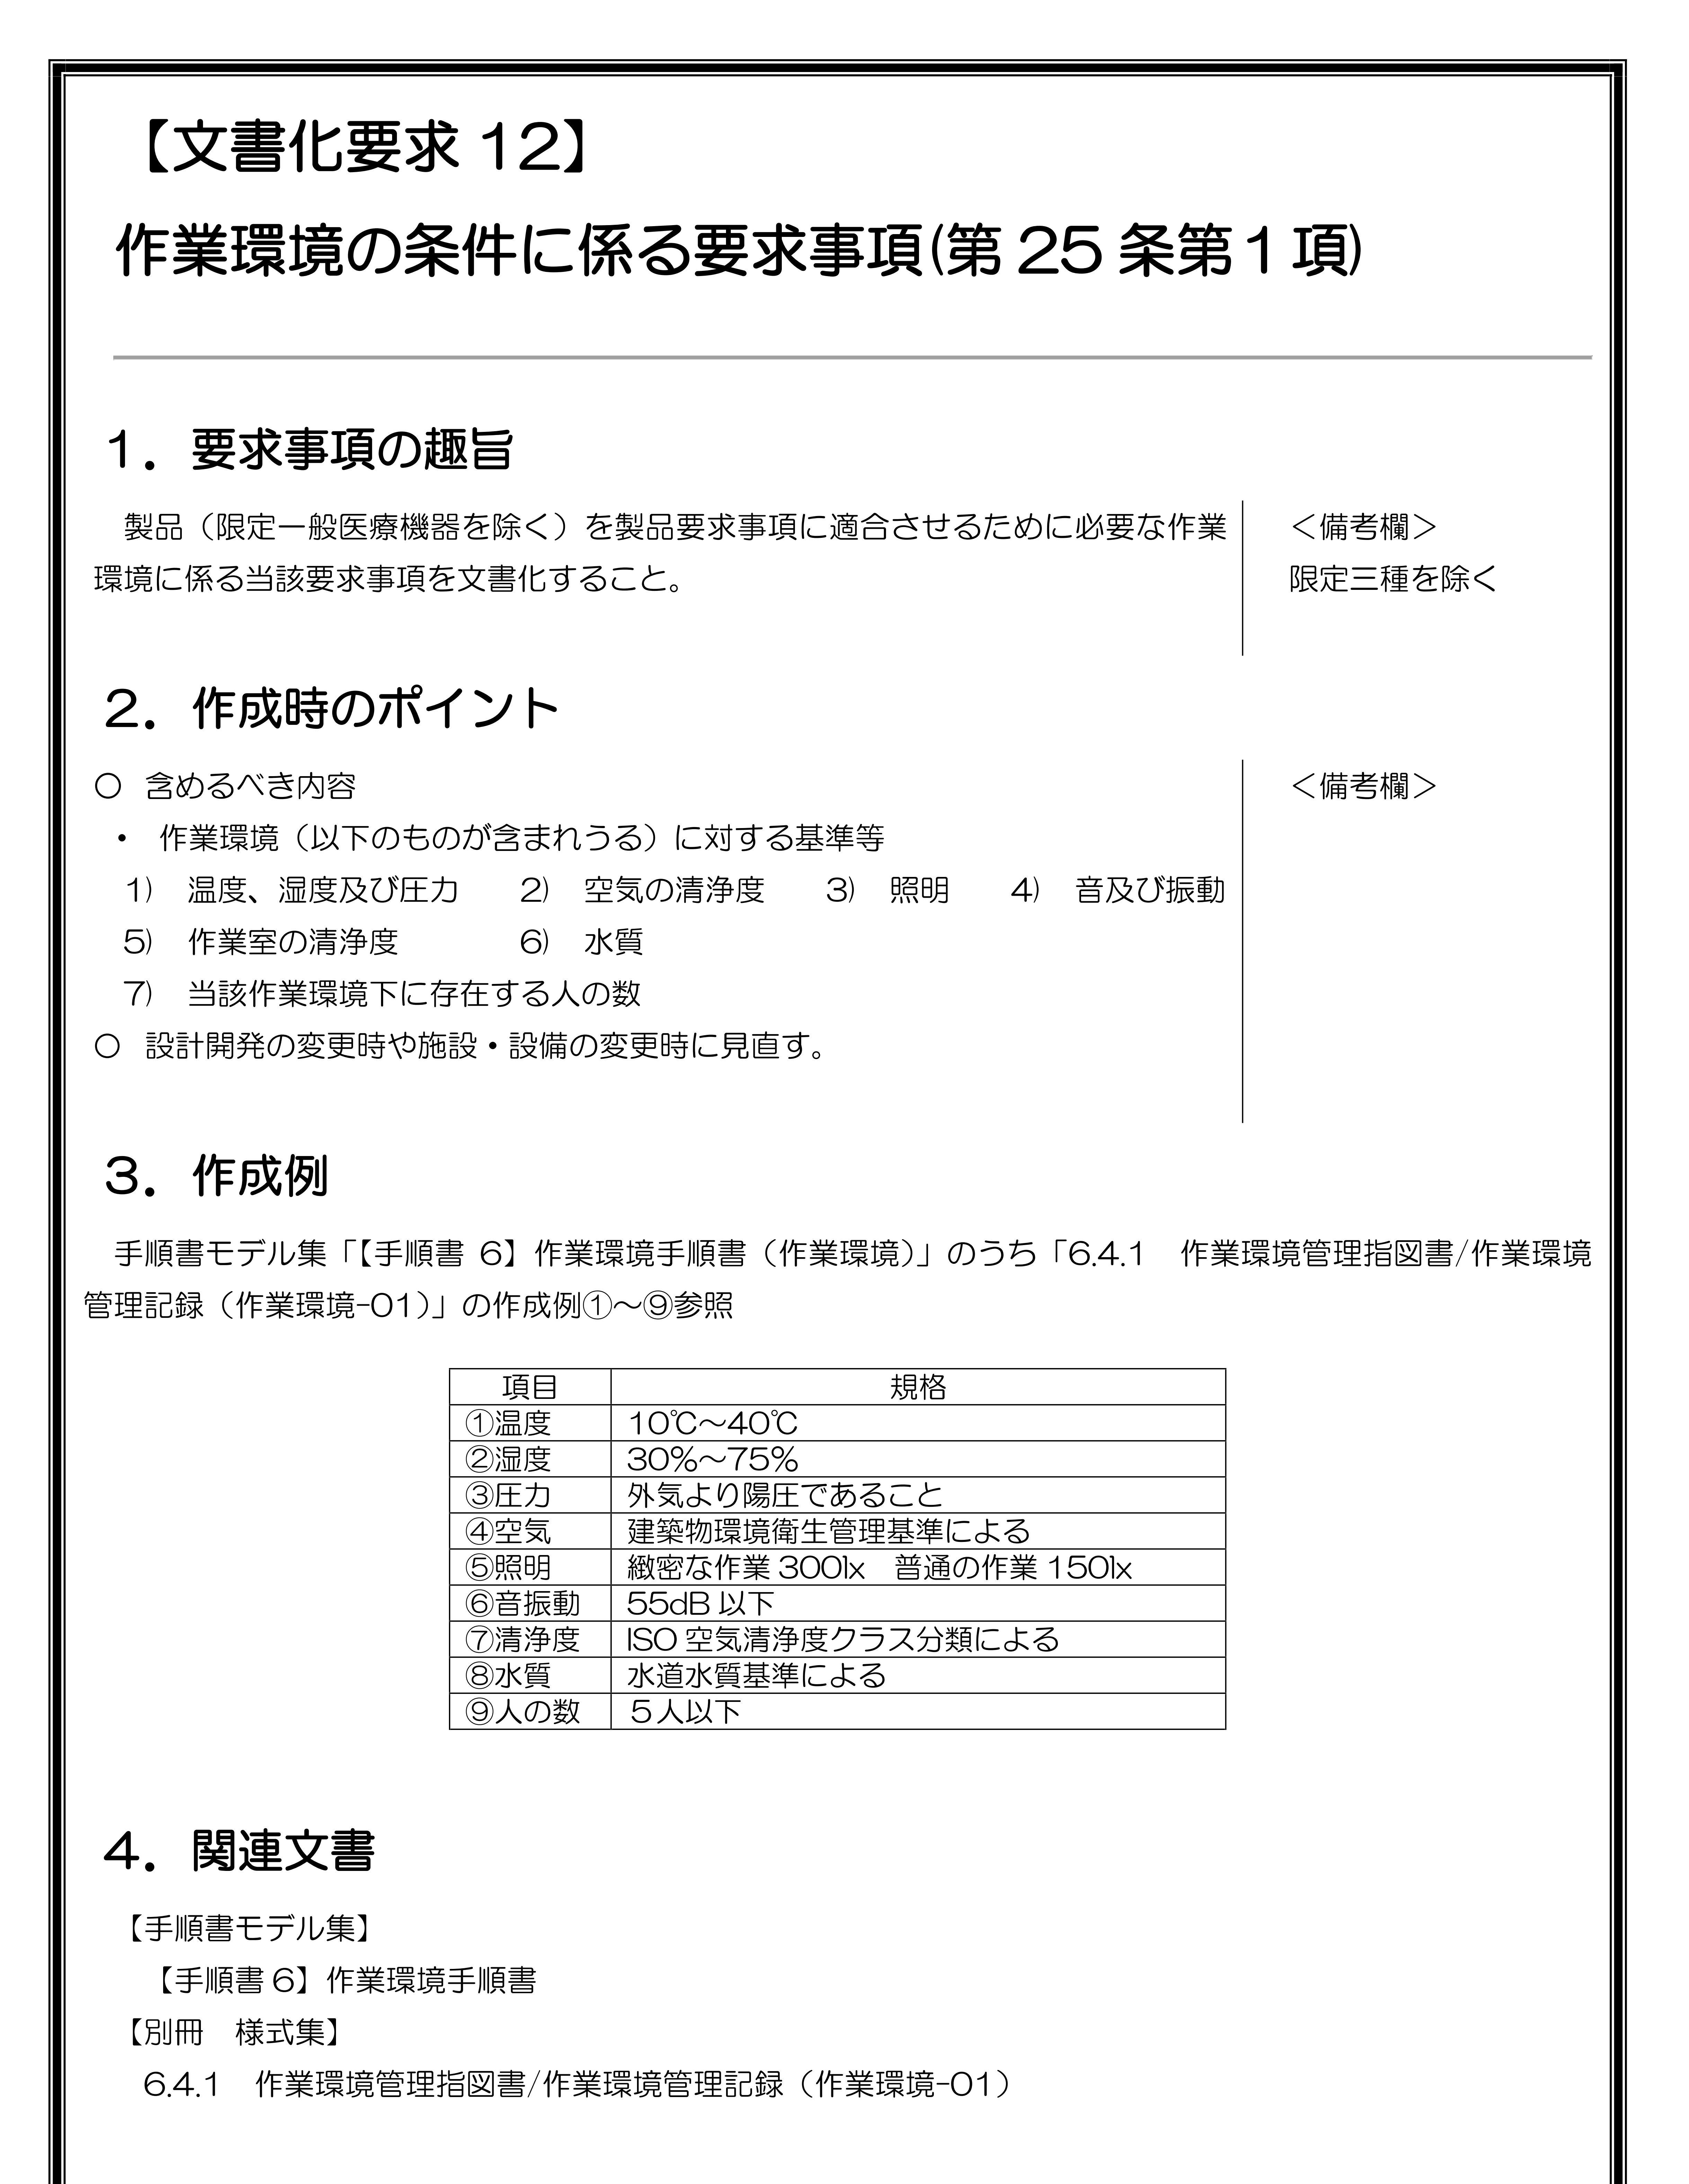 【文書化要求 12】
作業環境の条件に係る要求事項(第 25 条第１項)
１．要求事項の趣旨
製品（限定一般医療機器を除く）を製品要求事項に適合させるために必要な作業
環境に係る当該要求事項を文書化すること。
＜備考欄＞
限定三種を除く
２．作成時のポイント
○ 含めるべき内容
・ 作業環境（以下のものが含まれうる）に対する基準等
1) 温度、湿度及び圧力 2) 空気の清浄度 3) 照明 4) 音及び振動
5) 作業室の清浄度 6) 水質
7) 当該作業環境下に存在する人の数
○ 設計開発の変更時や施設・設備の変更時に見直す。
＜備考欄＞
３．作成例
手順書モデル集「【手順書 6】作業環境手順書（作業環境）」のうち「6.4.1 作業環境管理指図書/作業環境
管理記録（作業環境-01）」の作成例①～⑨参照
項目 規格
①温度 10℃～40℃
②湿度 30%～75%
③圧力 外気より陽圧であること
④空気 建築物環境衛生管理基準による
⑤照明 緻密な作業 300lx 普通の作業 150lx
⑥音振動 55dB 以下
⑦清浄度 ISO 空気清浄度クラス分類による
⑧水質 水道水質基準による
⑨人の数 ５人以下
４．関連文書
【手順書モデル集】
【手順書 6】作業環境手順書
【別冊 様式集】
6.4.1 作業環境管理指図書/作業環境管理記録（作業環境-01）